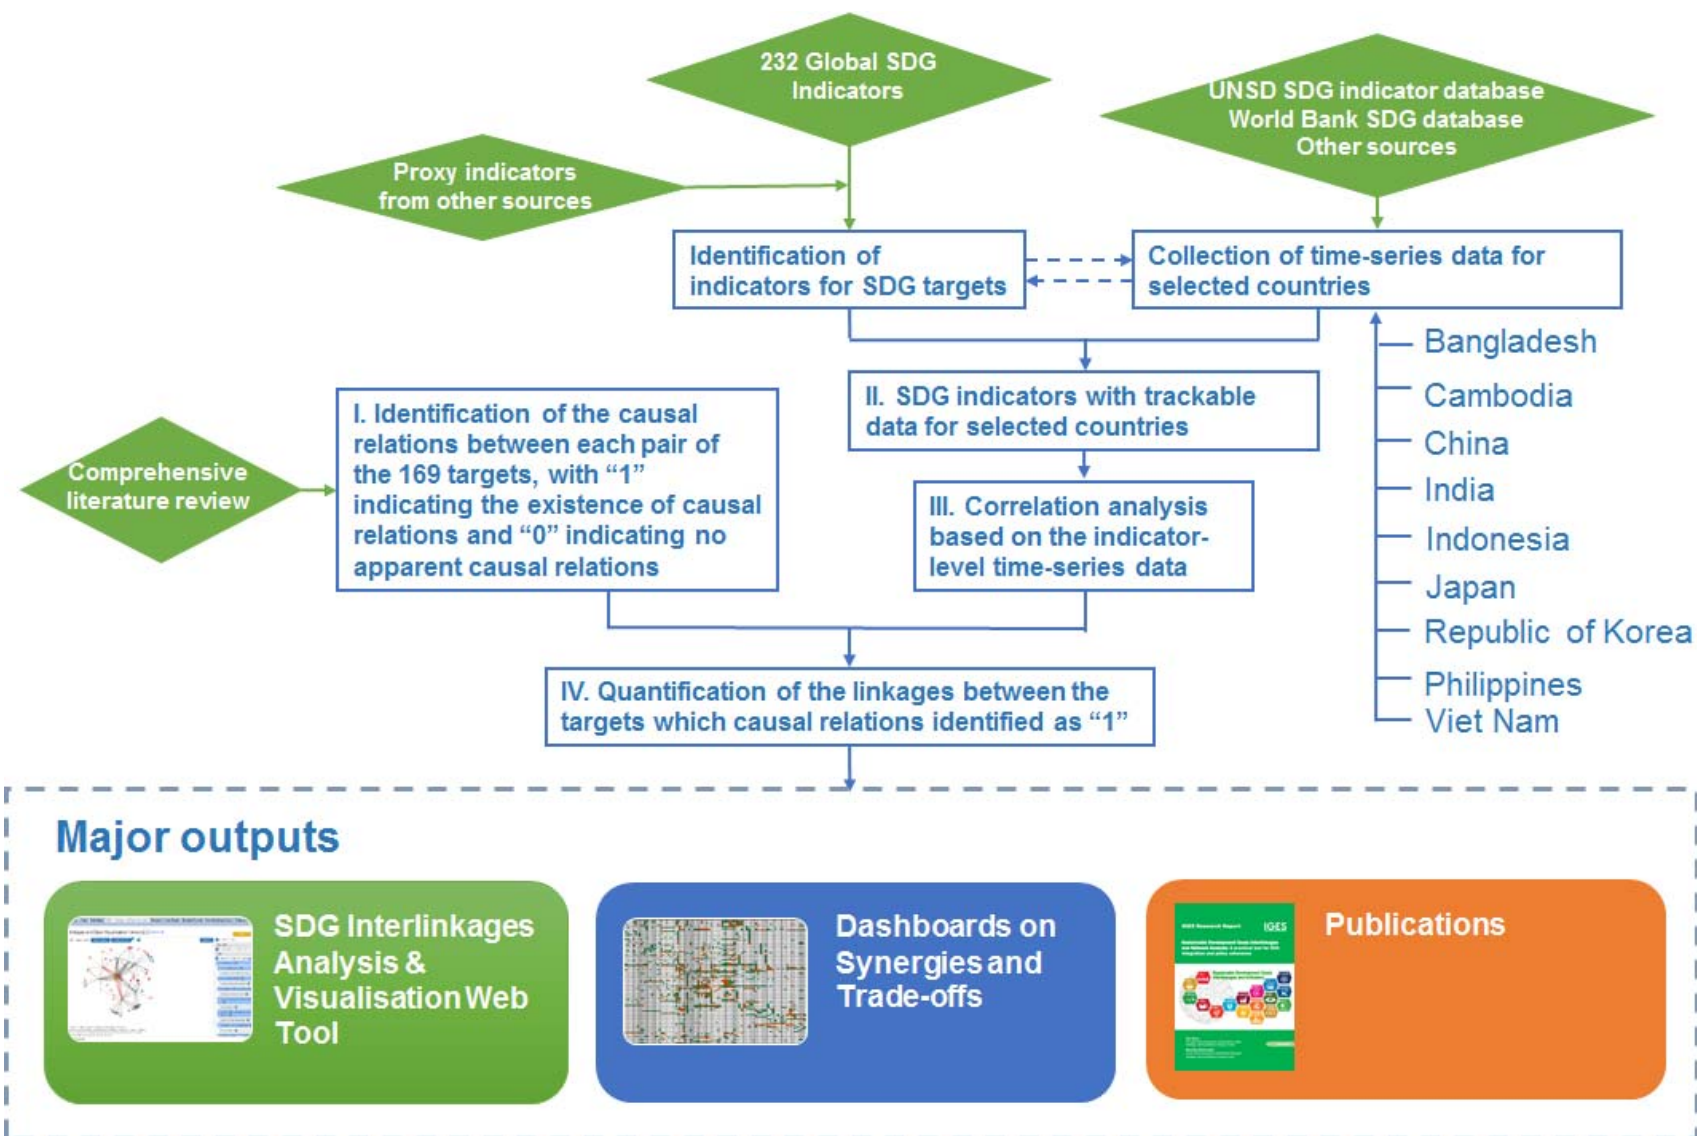 232 Global SDG
Indicators
UNSD SDG indicator database
World Bank SDG database
Other sources
Proxy indicators
from other sources
Identification of
indicators for SDG targets
Collection of time-series data for
selected countries
Bangladesh
Cambodia
China
India
Indonesia
Japan
Republic of Korea
Philippines
Viet Nam
II. SDG indicators with trackable
data for selected countries
Comprehensive
literature review
I. Identification of the causal
relations between each pair of
the 169 targets, with “1”
indicating the existence of causal
relations and “0” indicating no
apparent causal relations
III. Correlation analysis
based on the indicator-
level time-series data
IV. Quantification of the linkages between the
targets which causal relations identified as “1”
Major outputs
SDG Interlinkages
Analysis &
Visualisation Web
Tool
Dashboards on
Synergies and
Trade-offs
IGES Research Report
IGES
Publications